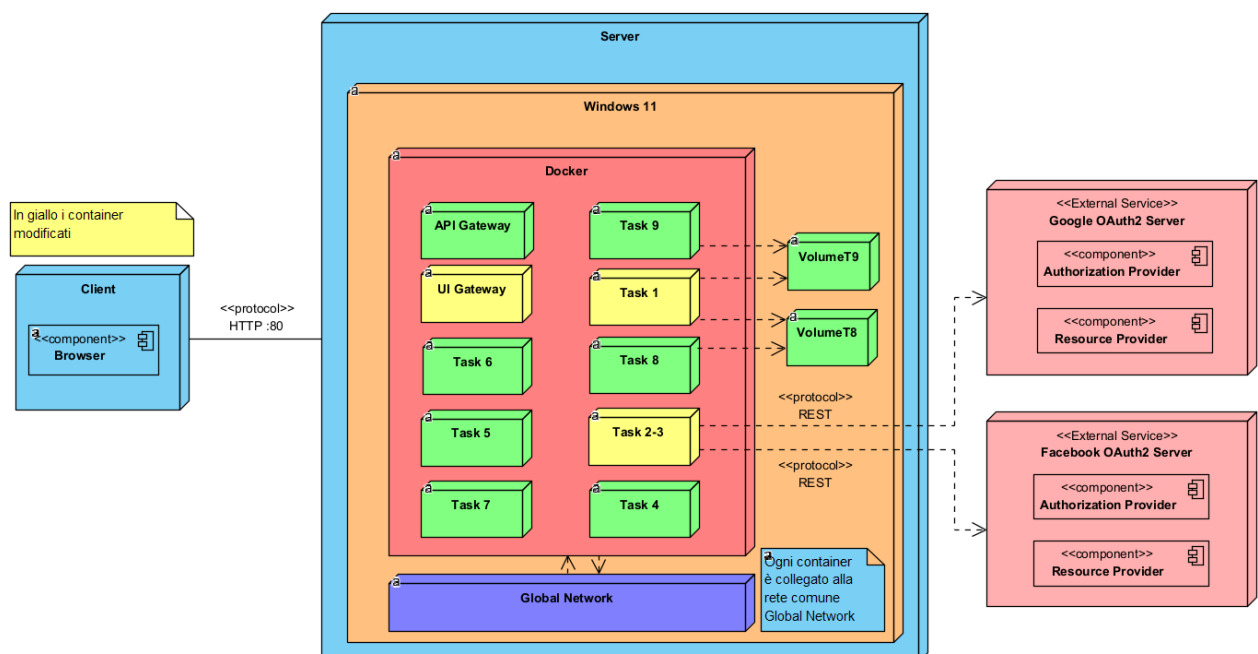 Server
Windows 11
Docker
In giallo i container
modificati
Client
<<component>>
Browser
<<protocol>>
HTTP :80
API Gateway
Task 9
UI Gateway
Task 1
Task 6
Task 8
Task 5
Task 2-3
Task 7
Task 4
VolumeT9
VolumeT8
<<protocol>>
REST
<<protocol>>
REST
Global Network
Ogni container
è collegato alla
rete comune
Global Network
<<External Service>>
Google OAuth2 Server
<<component>>
Authorization Provider
<<component>>
Resource Provider
<<External Service>>
Facebook OAuth2 Server
<<component>>
Authorization Provider
<<component>>
Resource Provider